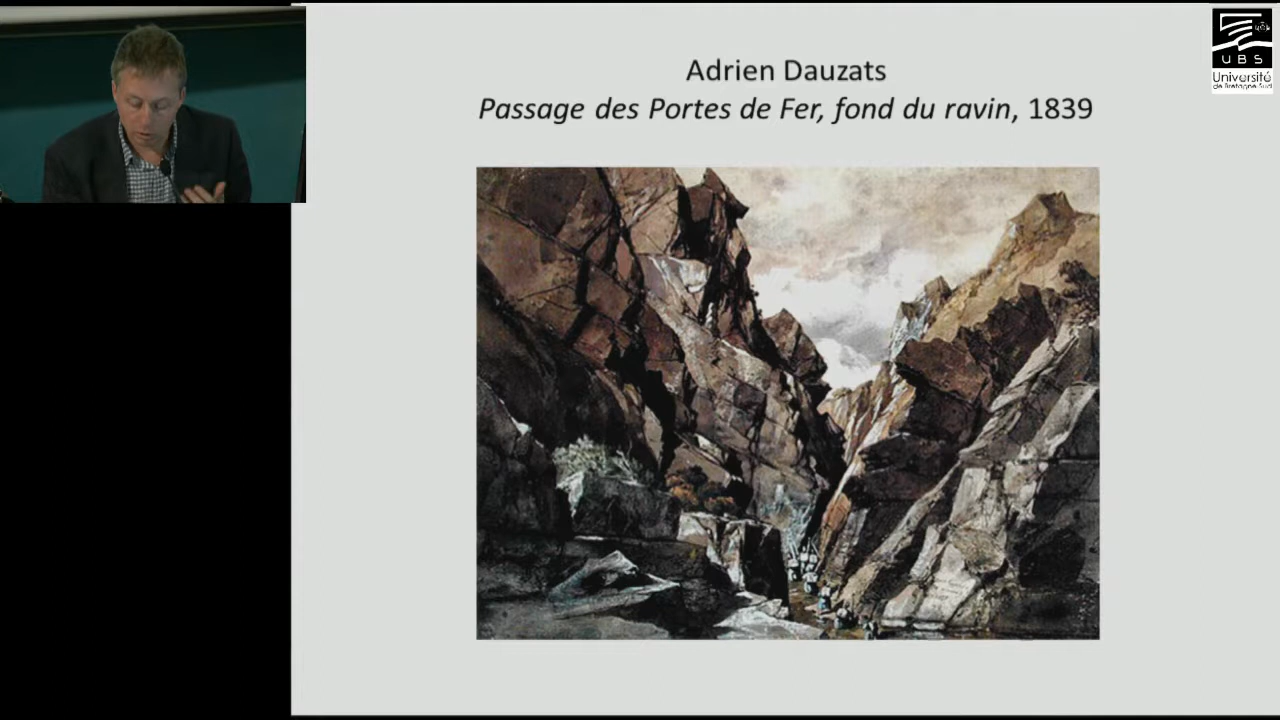 Adrien Dauzats
Passage des Portes de Fer, fond du ravin, 1839
UBS
Université
de Bretagne-Sud